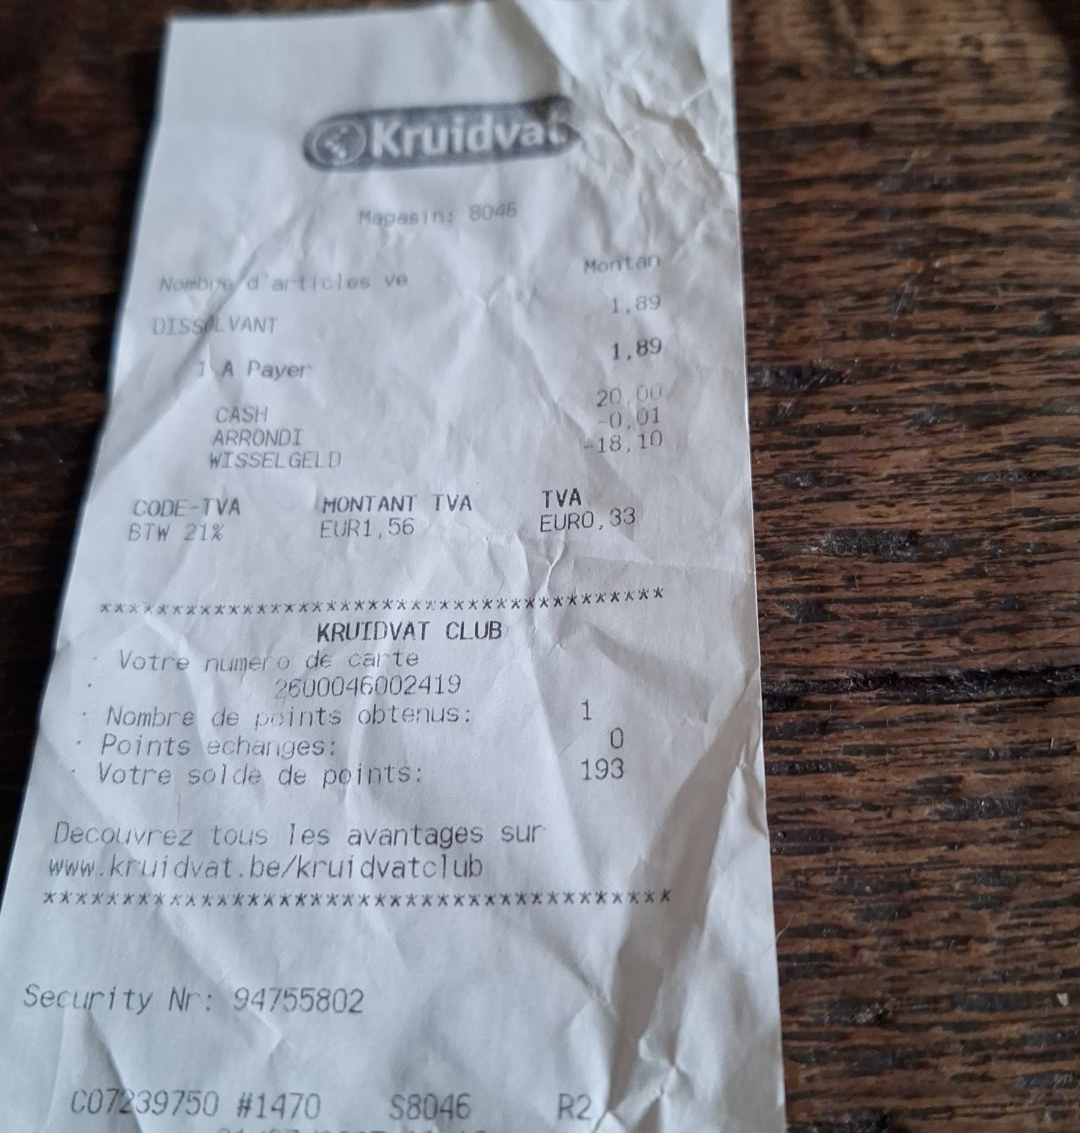 Kruidvat
Magasin: 8046
Nombre d'articles ve Montan
DISSOLVANT 1,89
1 A Payer 1,89
CASH 20,00
ARRONDI -0,01
WISSELGELD -18,10
CODE-TVA MONTANT TVA TVA
BTW 21% EUR1,56 EUR0,33
****************************************
KRUIDVAT CLUB
· Votre numero de carte
· 2600046002419
· Nombre de points obtenus: 1
· Points echanges: 0
· Votre solde de points: 193
Decouvrez tous les avantages sur
www.kruidvat.be/kruidvatclub
****************************************
Security Nr: 94755802
C07239750 #1470 S8046 R2